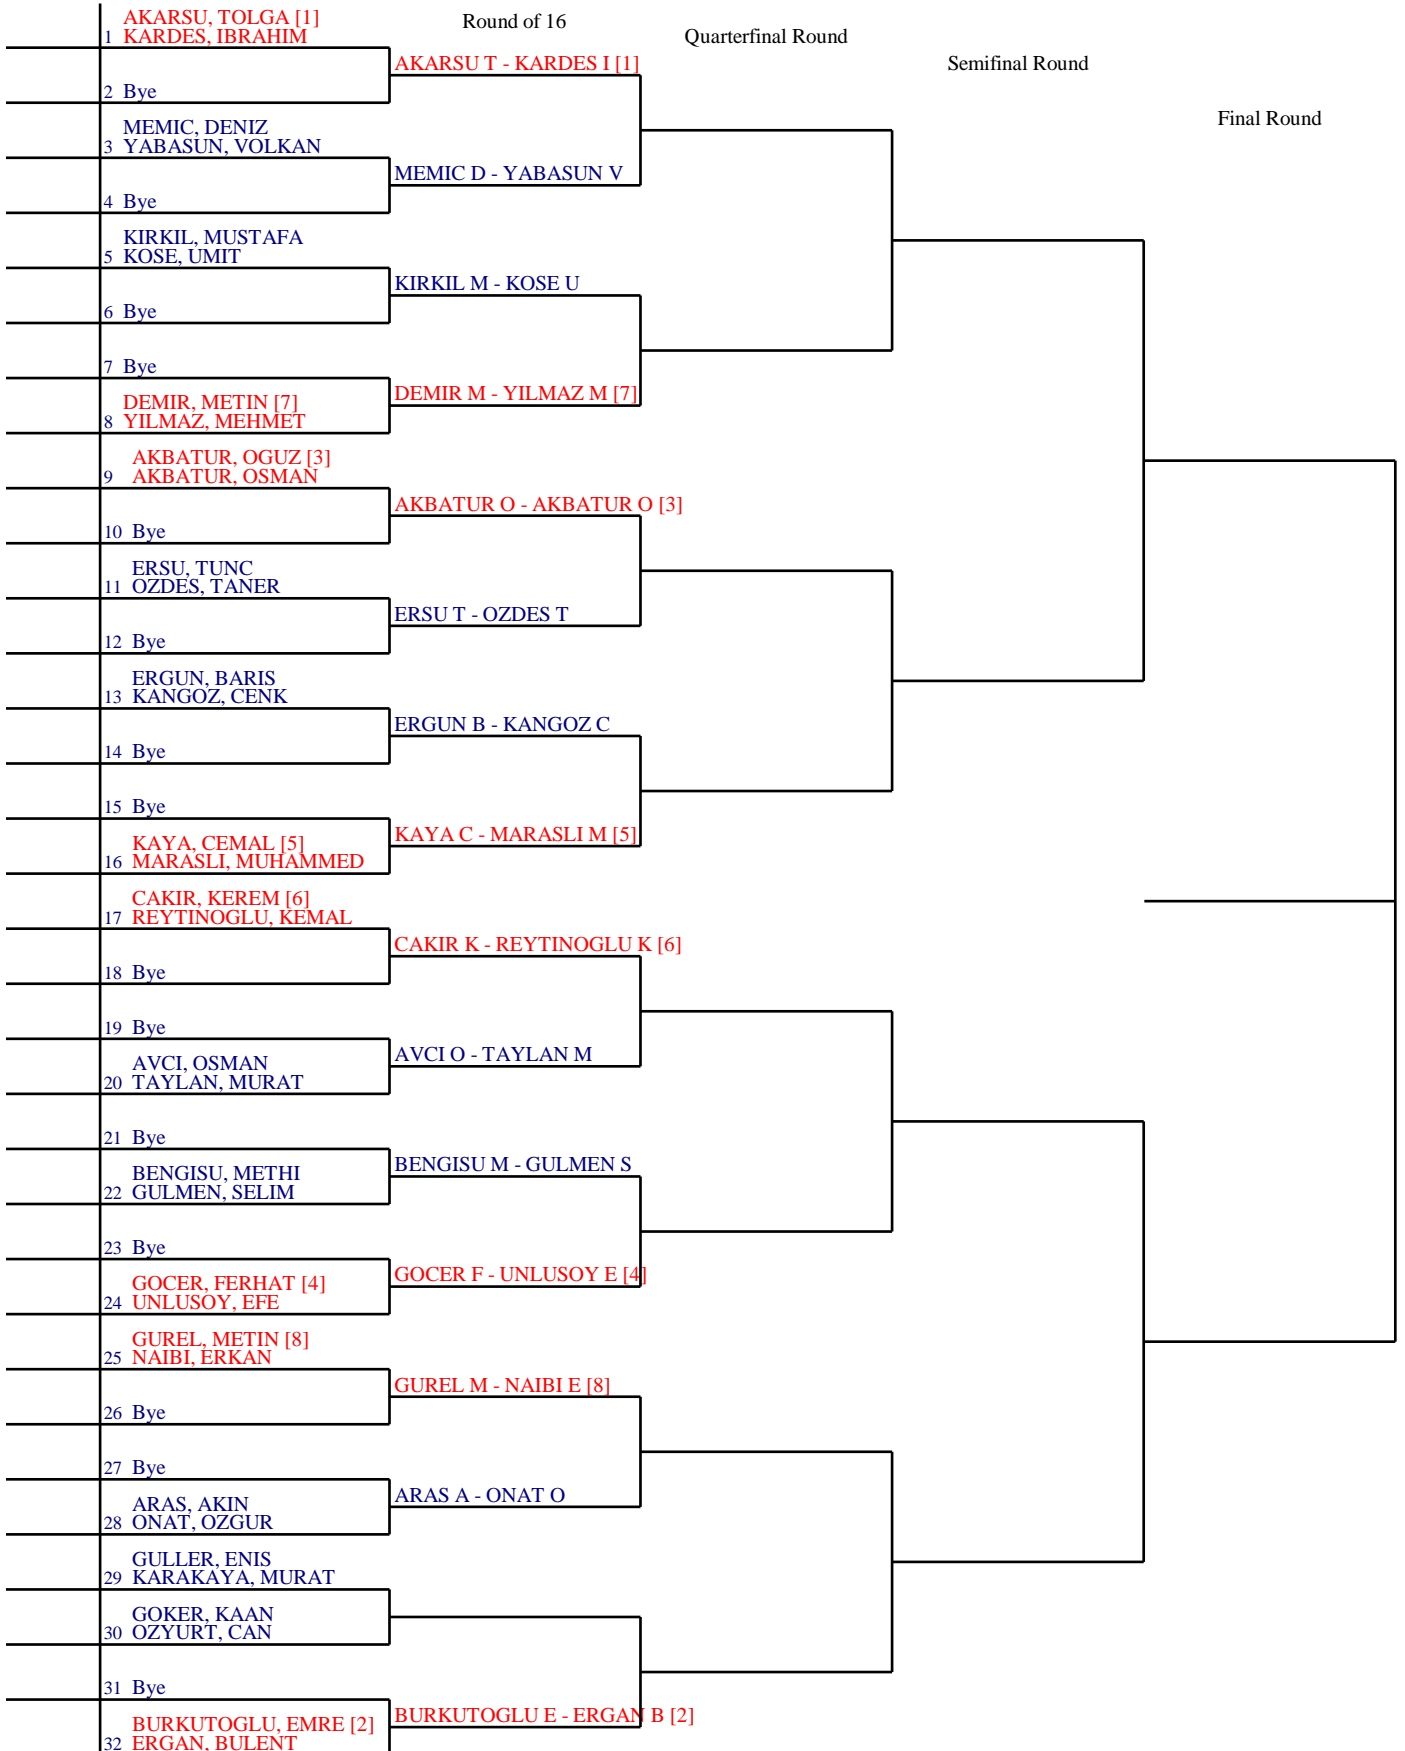 AKARSU, TOLGA [1]
1 KARDES, IBRAHIM
2 Bye
MEMIC, DENIZ
3 YABASUN, VOLKAN
4 Bye
KIRKIL, MUSTAFA
5 KOSE, UMIT
6 Bye
7 Bye
DEMIR, METIN [7]
8 YILMAZ, MEHMET
AKBATUR, OGUZ [3]
9 AKBATUR, OSMAN
10 Bye
ERSU, TUNC
11 OZDES, TANER
12 Bye
ERGUN, BARIS
13 KANGOZ, CENK
14 Bye
15 Bye
KAYA, CEMAL [5]
16 MARASLI, MUHAMMED
CAKIR, KEREM [6]
17 REYTINOGLU, KEMAL
18 Bye
19 Bye
AVCI, OSMAN
20 TAYLAN, MURAT
21 Bye
BENGISU, METHI
22 GULMEN, SELIM
23 Bye
GOCER, FERHAT [4]
24 UNLUSOY, EFE
GUREL, METIN [8]
25 NAIBI, ERKAN
26 Bye
27 Bye
ARAS, AKIN
28 ONAT, OZGUR
GULLER, ENIS
29 KARAKAYA, MURAT
GOKER, KAAN
30 OZYURT, CAN
31 Bye
BURKUTOGLU, EMRE [2]
32 ERGAN, BULENT
Round of 16
AKARSU T - KARDES I [1]
MEMIC D - YABASUN V
KIRKIL M - KOSE U
DEMIR M - YILMAZ M [7]
AKBATUR O - AKBATUR O [3]
ERSU T - OZDES T
ERGUN B - KANGOZ C
KAYA C - MARASLI M [5]
CAKIR K - REYTINOGLU K [6]
AVCI O - TAYLAN M
BENGISU M - GULMEN S
GOCER F - UNLUSOY E [4]
GUREL M - NAIBI E [8]
ARAS A - ONAT O
BURKUTOGLU E - ERGAN B [2]
Quarterfinal Round
Semifinal Round
Final Round